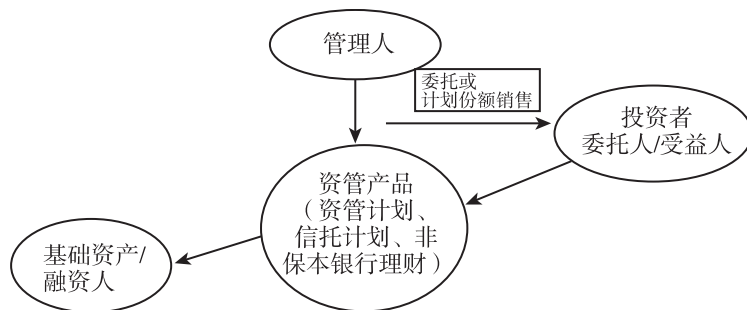 管理人
委托或
计划份额销售
投资者
委托人/受益人
资管产品
（资管计划、
信托计划、非
保本银行理财）
基础资产/
融资人